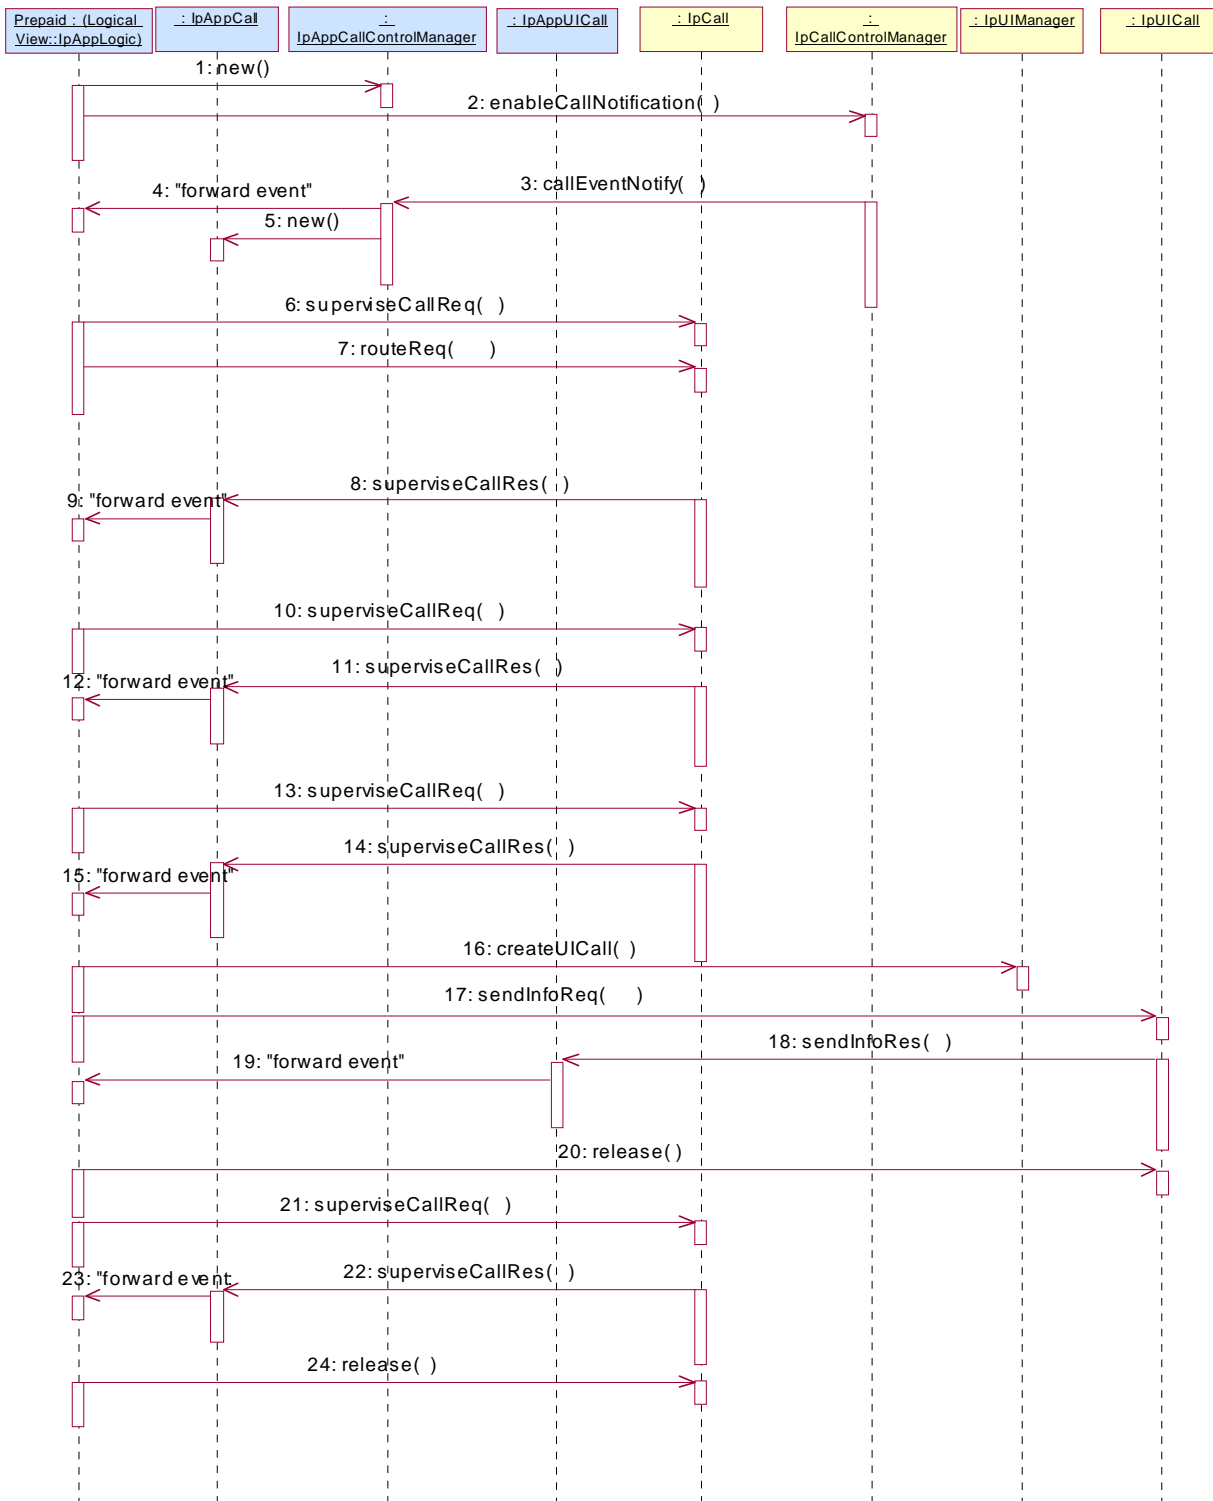 Prepaid : (Logical
View::IpAppLogic)
: IpAppCall
:
IpAppCallControlManager
: IpAppUICall
: IpCall
:
IpCallControlManager
: IpUIManager
: IpUICall
1: new()
2: enableCallNotification( )
3: callEventNotify( )
4: "forward event"
5: new()
6: superviseCallReq( )
7: routeReq( )
8: superviseCallRes( )
9: "forward event"
10: superviseCallReq( )
11: superviseCallRes( )
12: "forward event"
13: superviseCallReq( )
14: superviseCallRes( )
15: "forward event"
16: createUICall( )
17: sendInfoReq( )
18: sendInfoRes( )
19: "forward event"
20: release()
21: superviseCallReq( )
22: superviseCallRes( )
23: "forward event:
24: release( )